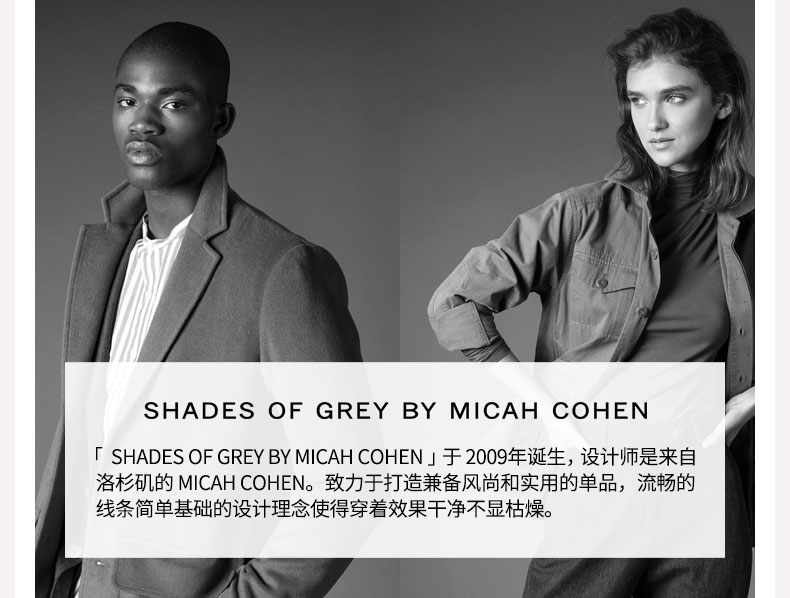 SHADES OF GREY BY MICAH COHEN
「 SHADES OF GREY BY MICAH COHEN 」于 2009年诞生，设计师是来自
洛杉矶的 MICAH COHEN。致力于打造兼备风尚和实用的单品，流畅的
线条简单基础的设计理念使得穿着效果干净不显枯燥。